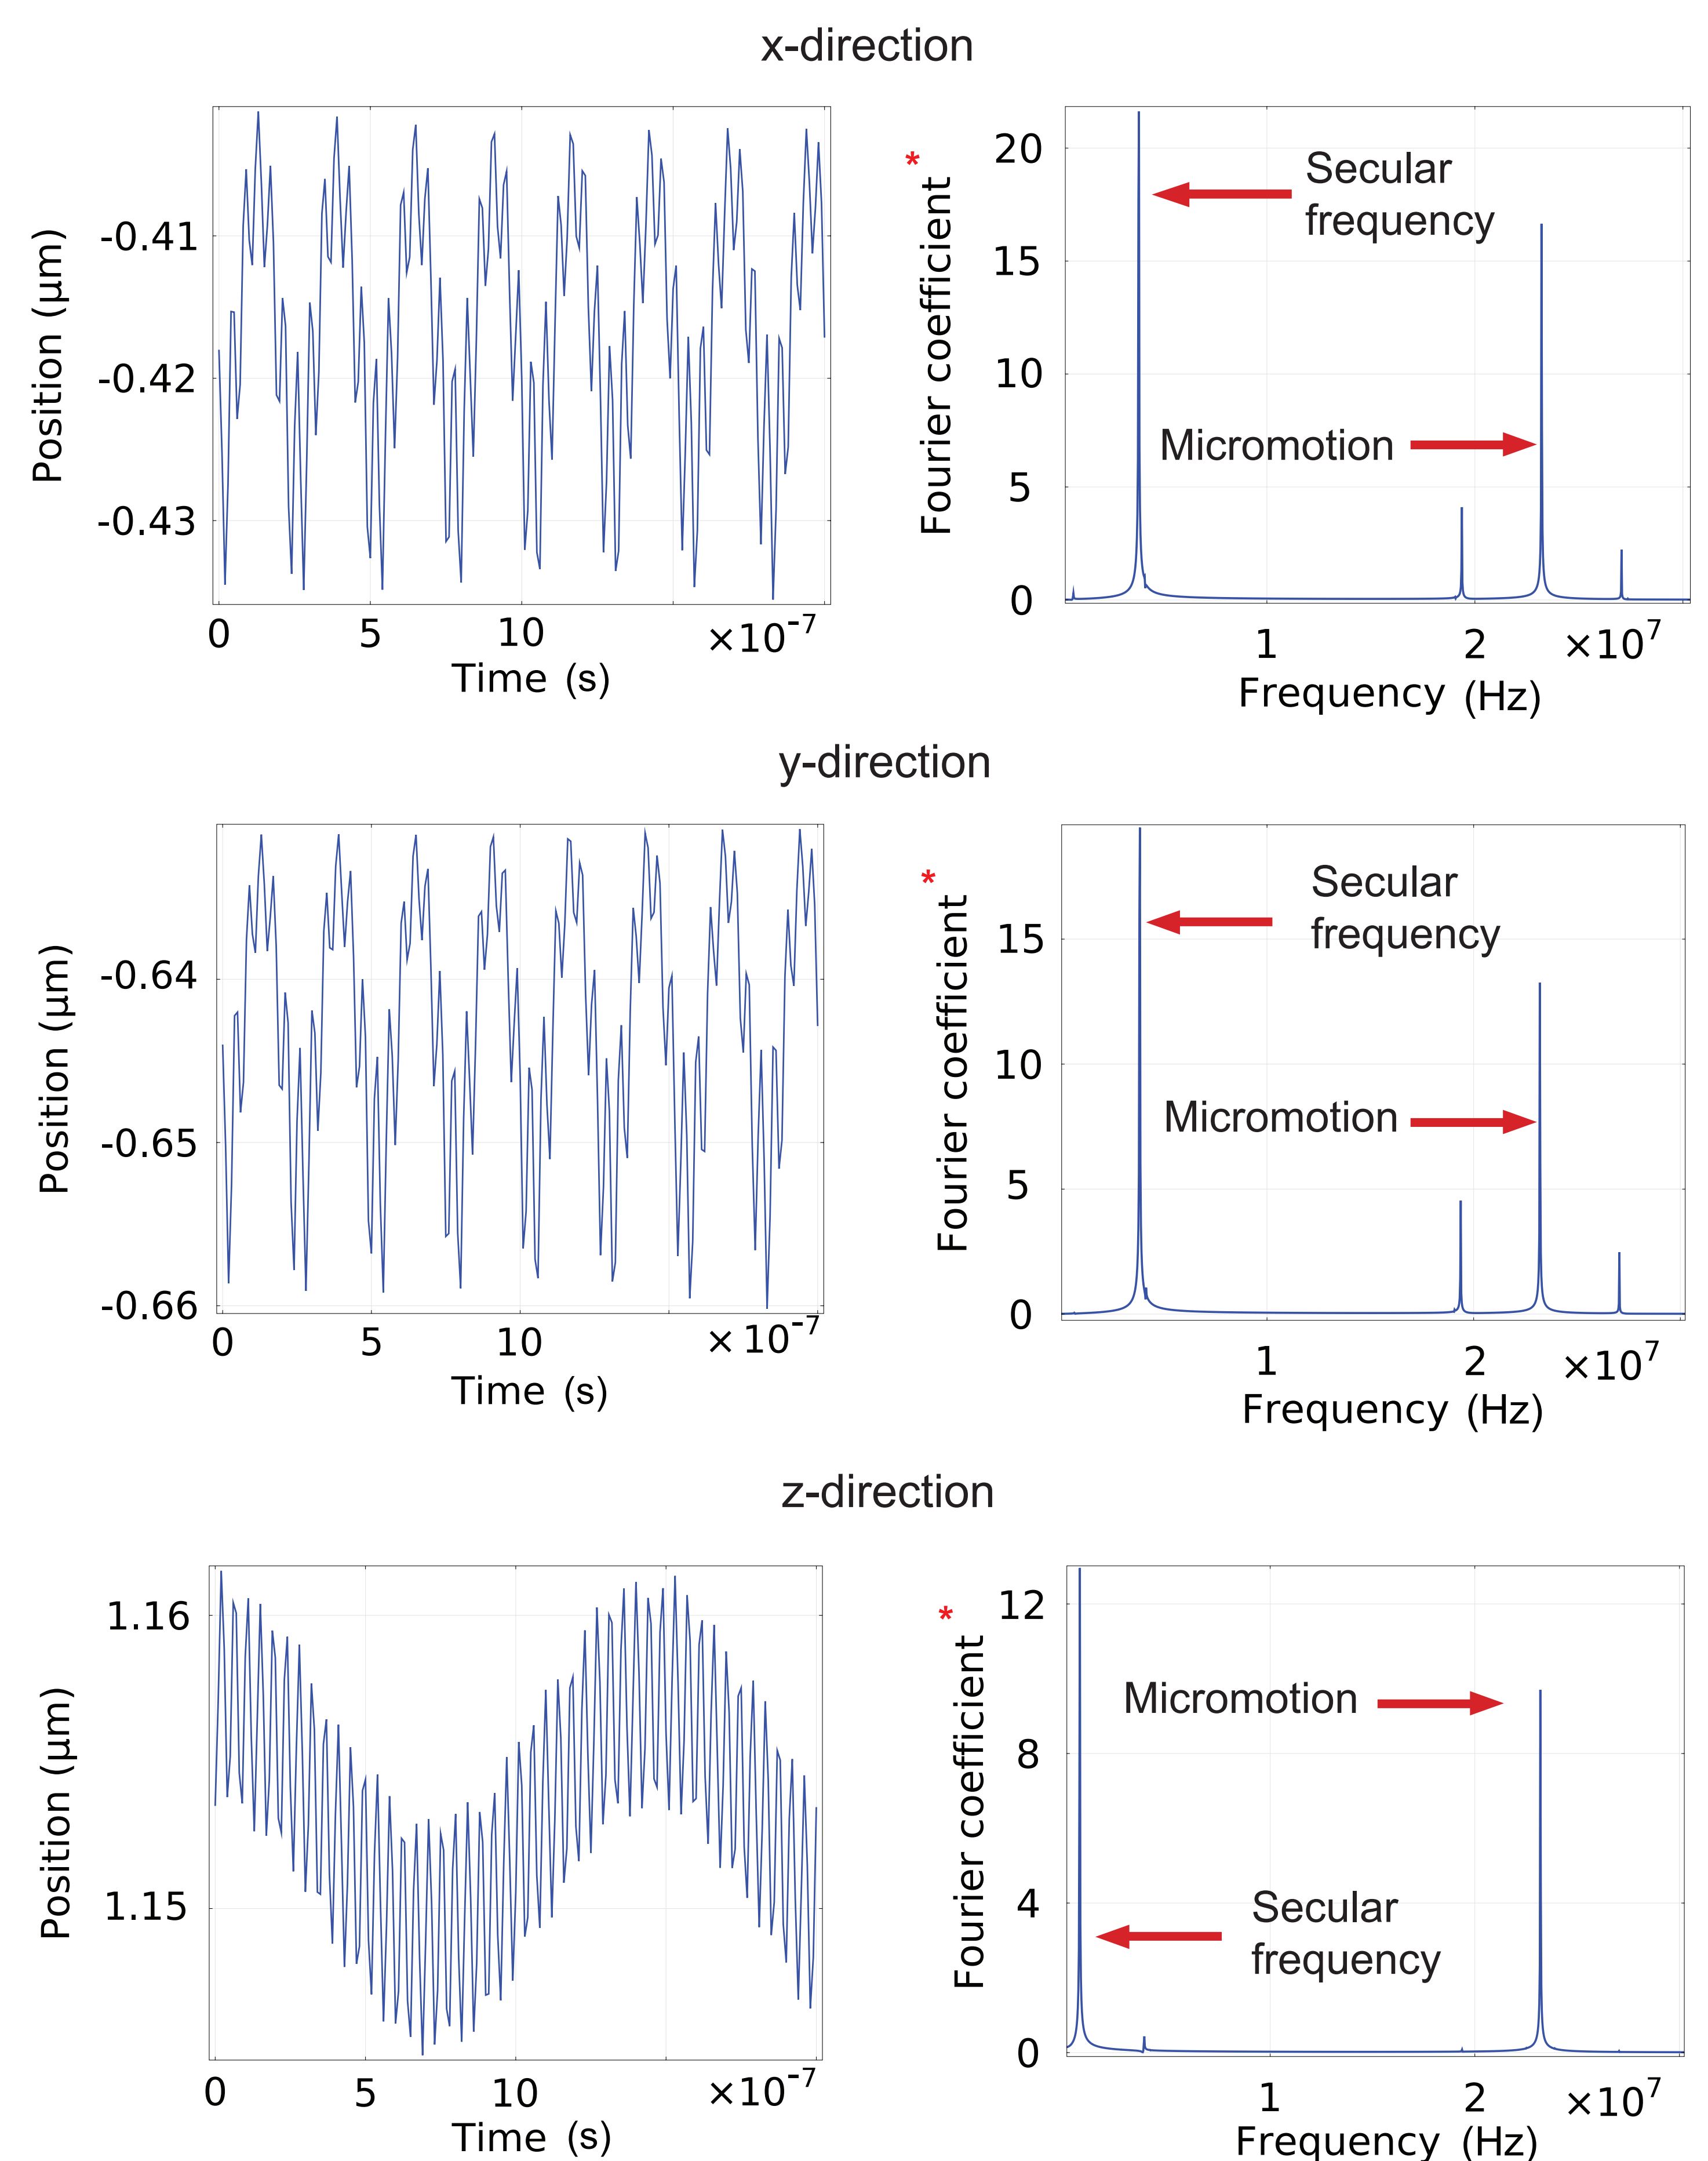 x-direction
Position (µm)
-0.41
-0.42
-0.43
0 5 10 ×10-7
Time (s)
Fourier coefficient*
20
15
10
5
0
Secular
frequency
Micromotion
1 2 ×107
Frequency (Hz)
y-direction
Position (µm)
-0.64
-0.65
-0.66
0 5 10 ×10-7
Time (s)
Fourier coefficient*
15
10
5
0
Secular
frequency
Micromotion
1 2 ×107
Frequency (Hz)
z-direction
Position (µm)
1.16
1.15
0 5 10 ×10-7
Time (s)
Fourier coefficient*
12
8
4
0
Micromotion
Secular
frequency
1 2 ×107
Frequency (Hz)